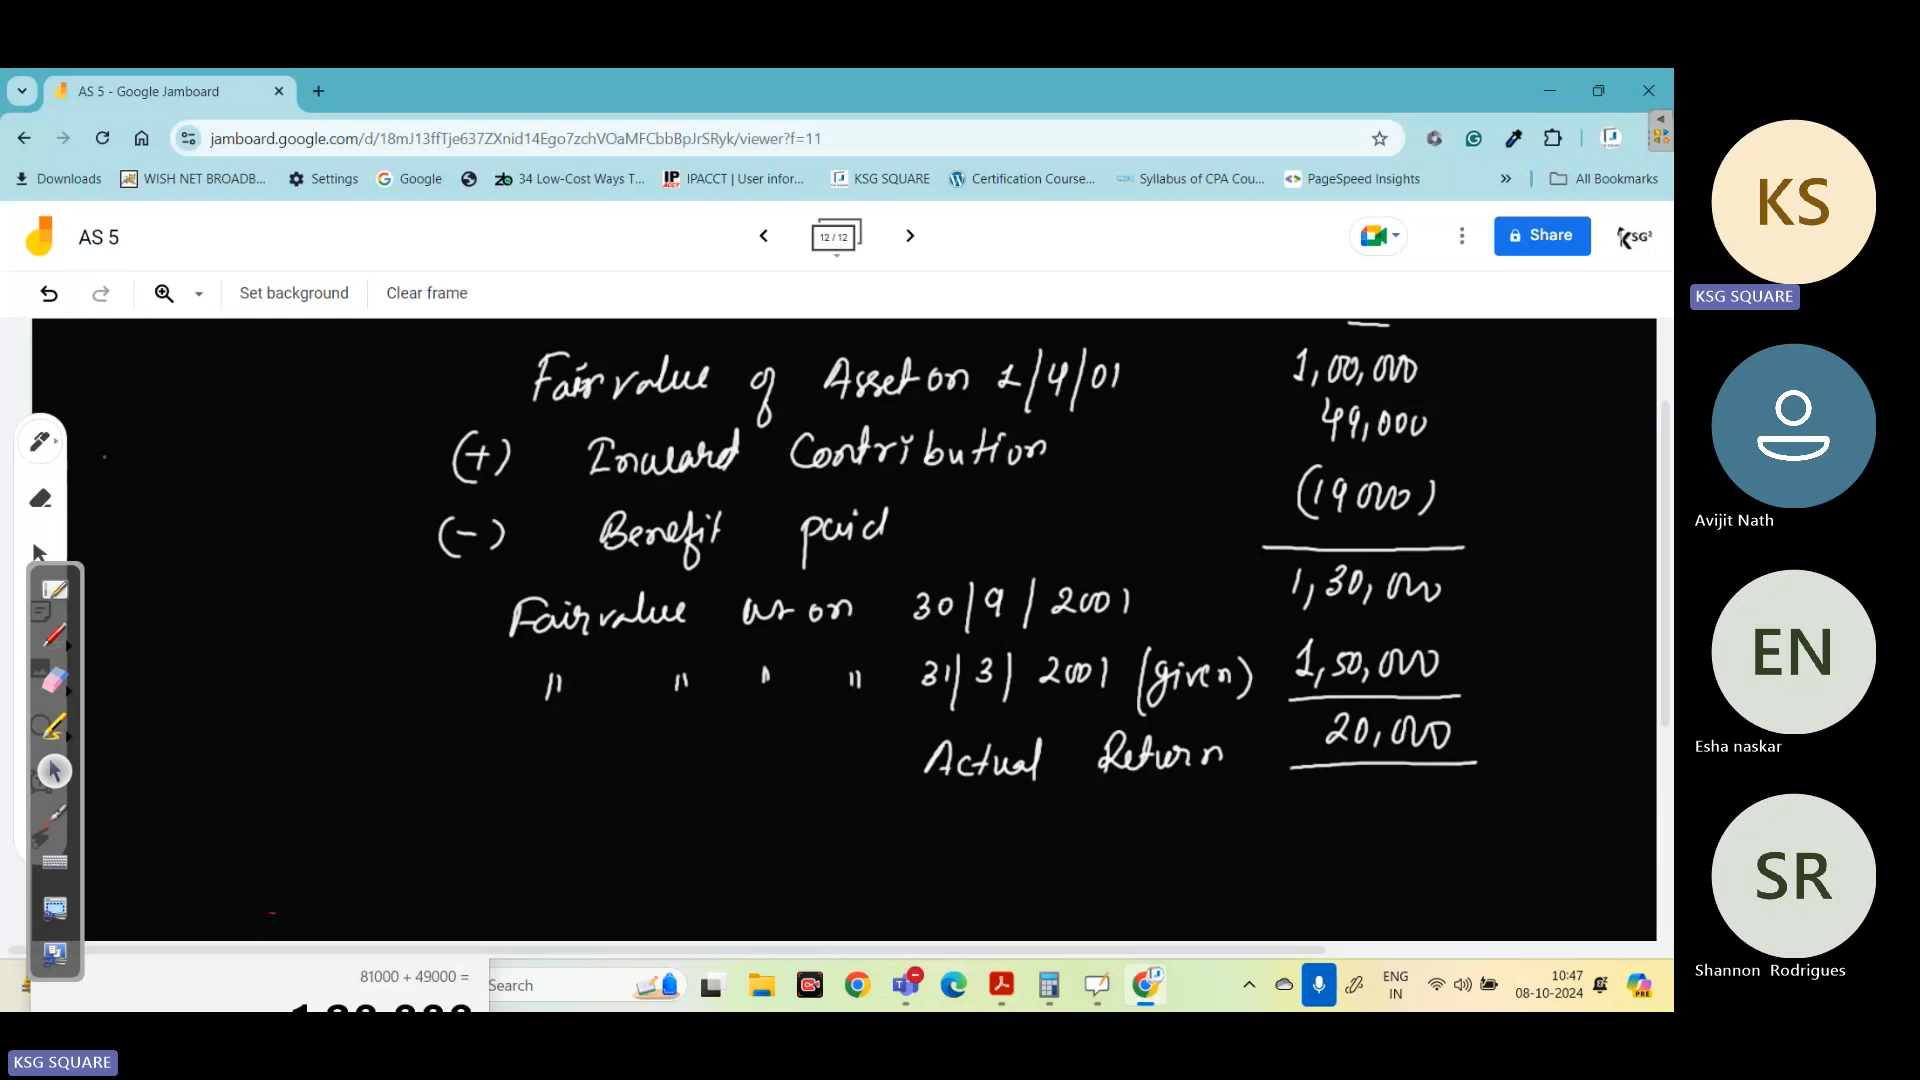 AS 5 - Google Jamboard
jamboard.google.com/d/18mJ13ffTje637ZXnid14Ego7zchVOaMFCbbBpJrSRyk/viewer?f=11
Downloads WISH NET BROADB... Settings Google 34 Low-Cost Ways T... IPACCT | User infor... KSG SQUARE Certification Course... Syllabus of CPA Cou... PageSpeed Insights » All Bookmarks
AS 5
12 / 12
Share
KSG²
Set background Clear frame
Fair value of Asset on 1/4/01 1,00,000
(+) Inward Contribution 49,000
(-) Benefit paid (19000)
Fair value as on 30/9/2001 1,30,000
" " " " 31/3/2001 (given) 1,50,000
Actual Return 20,000
81000 + 49000 =
Search
ENG
IN
10:47
08-10-2024
PRE
KS
KSG SQUARE
Avijit Nath
EN
Esha naskar
SR
Shannon Rodrigues
KSG SQUARE